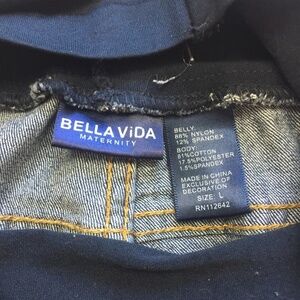 BELLA ViDA
MATERNITY
BELLY:
88% NYLON
12% SPANDEX
BODY:
81%COTTON
17.5%POLYESTER
1.5%SPANDEX
MADE IN CHINA
EXCLUSIVE OF
DECORATION
SIZE: L
RN112642